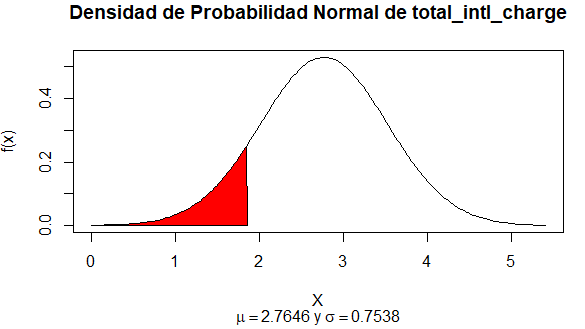 Densidad de Probabilidad Normal de total_intl_charge
f(x)
0.4
0.2
0.0
0 1 2 3 4 5
X
μ = 2.7646 y σ = 0.7538